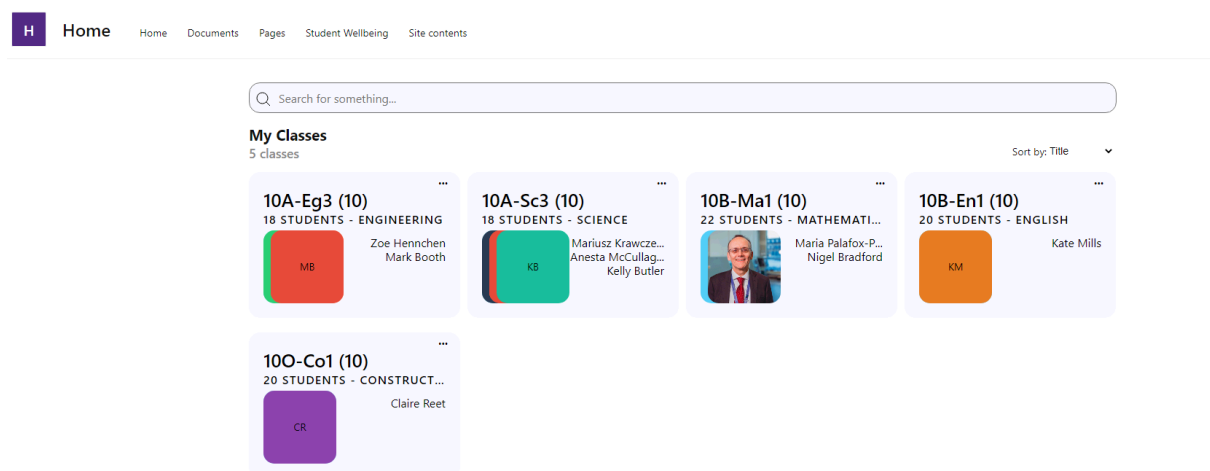 H Home Home Documents Pages Student Wellbeing Site contents
Search for something...
My Classes
5 classes
Sort by: Title
...
10A-Eg3 (10)
18 STUDENTS - ENGINEERING
MB
Zoe Hennchen
Mark Booth
...
10A-Sc3 (10)
18 STUDENTS - SCIENCE
KB
Mariusz Krawcze...
Anesta McCullag...
Kelly Butler
...
10B-Ma1 (10)
22 STUDENTS - MATHEMATI...
Maria Palafox-P...
Nigel Bradford
...
10B-En1 (10)
20 STUDENTS - ENGLISH
KM
Kate Mills
...
10O-Co1 (10)
20 STUDENTS - CONSTRUCT...
CR
Claire Reet